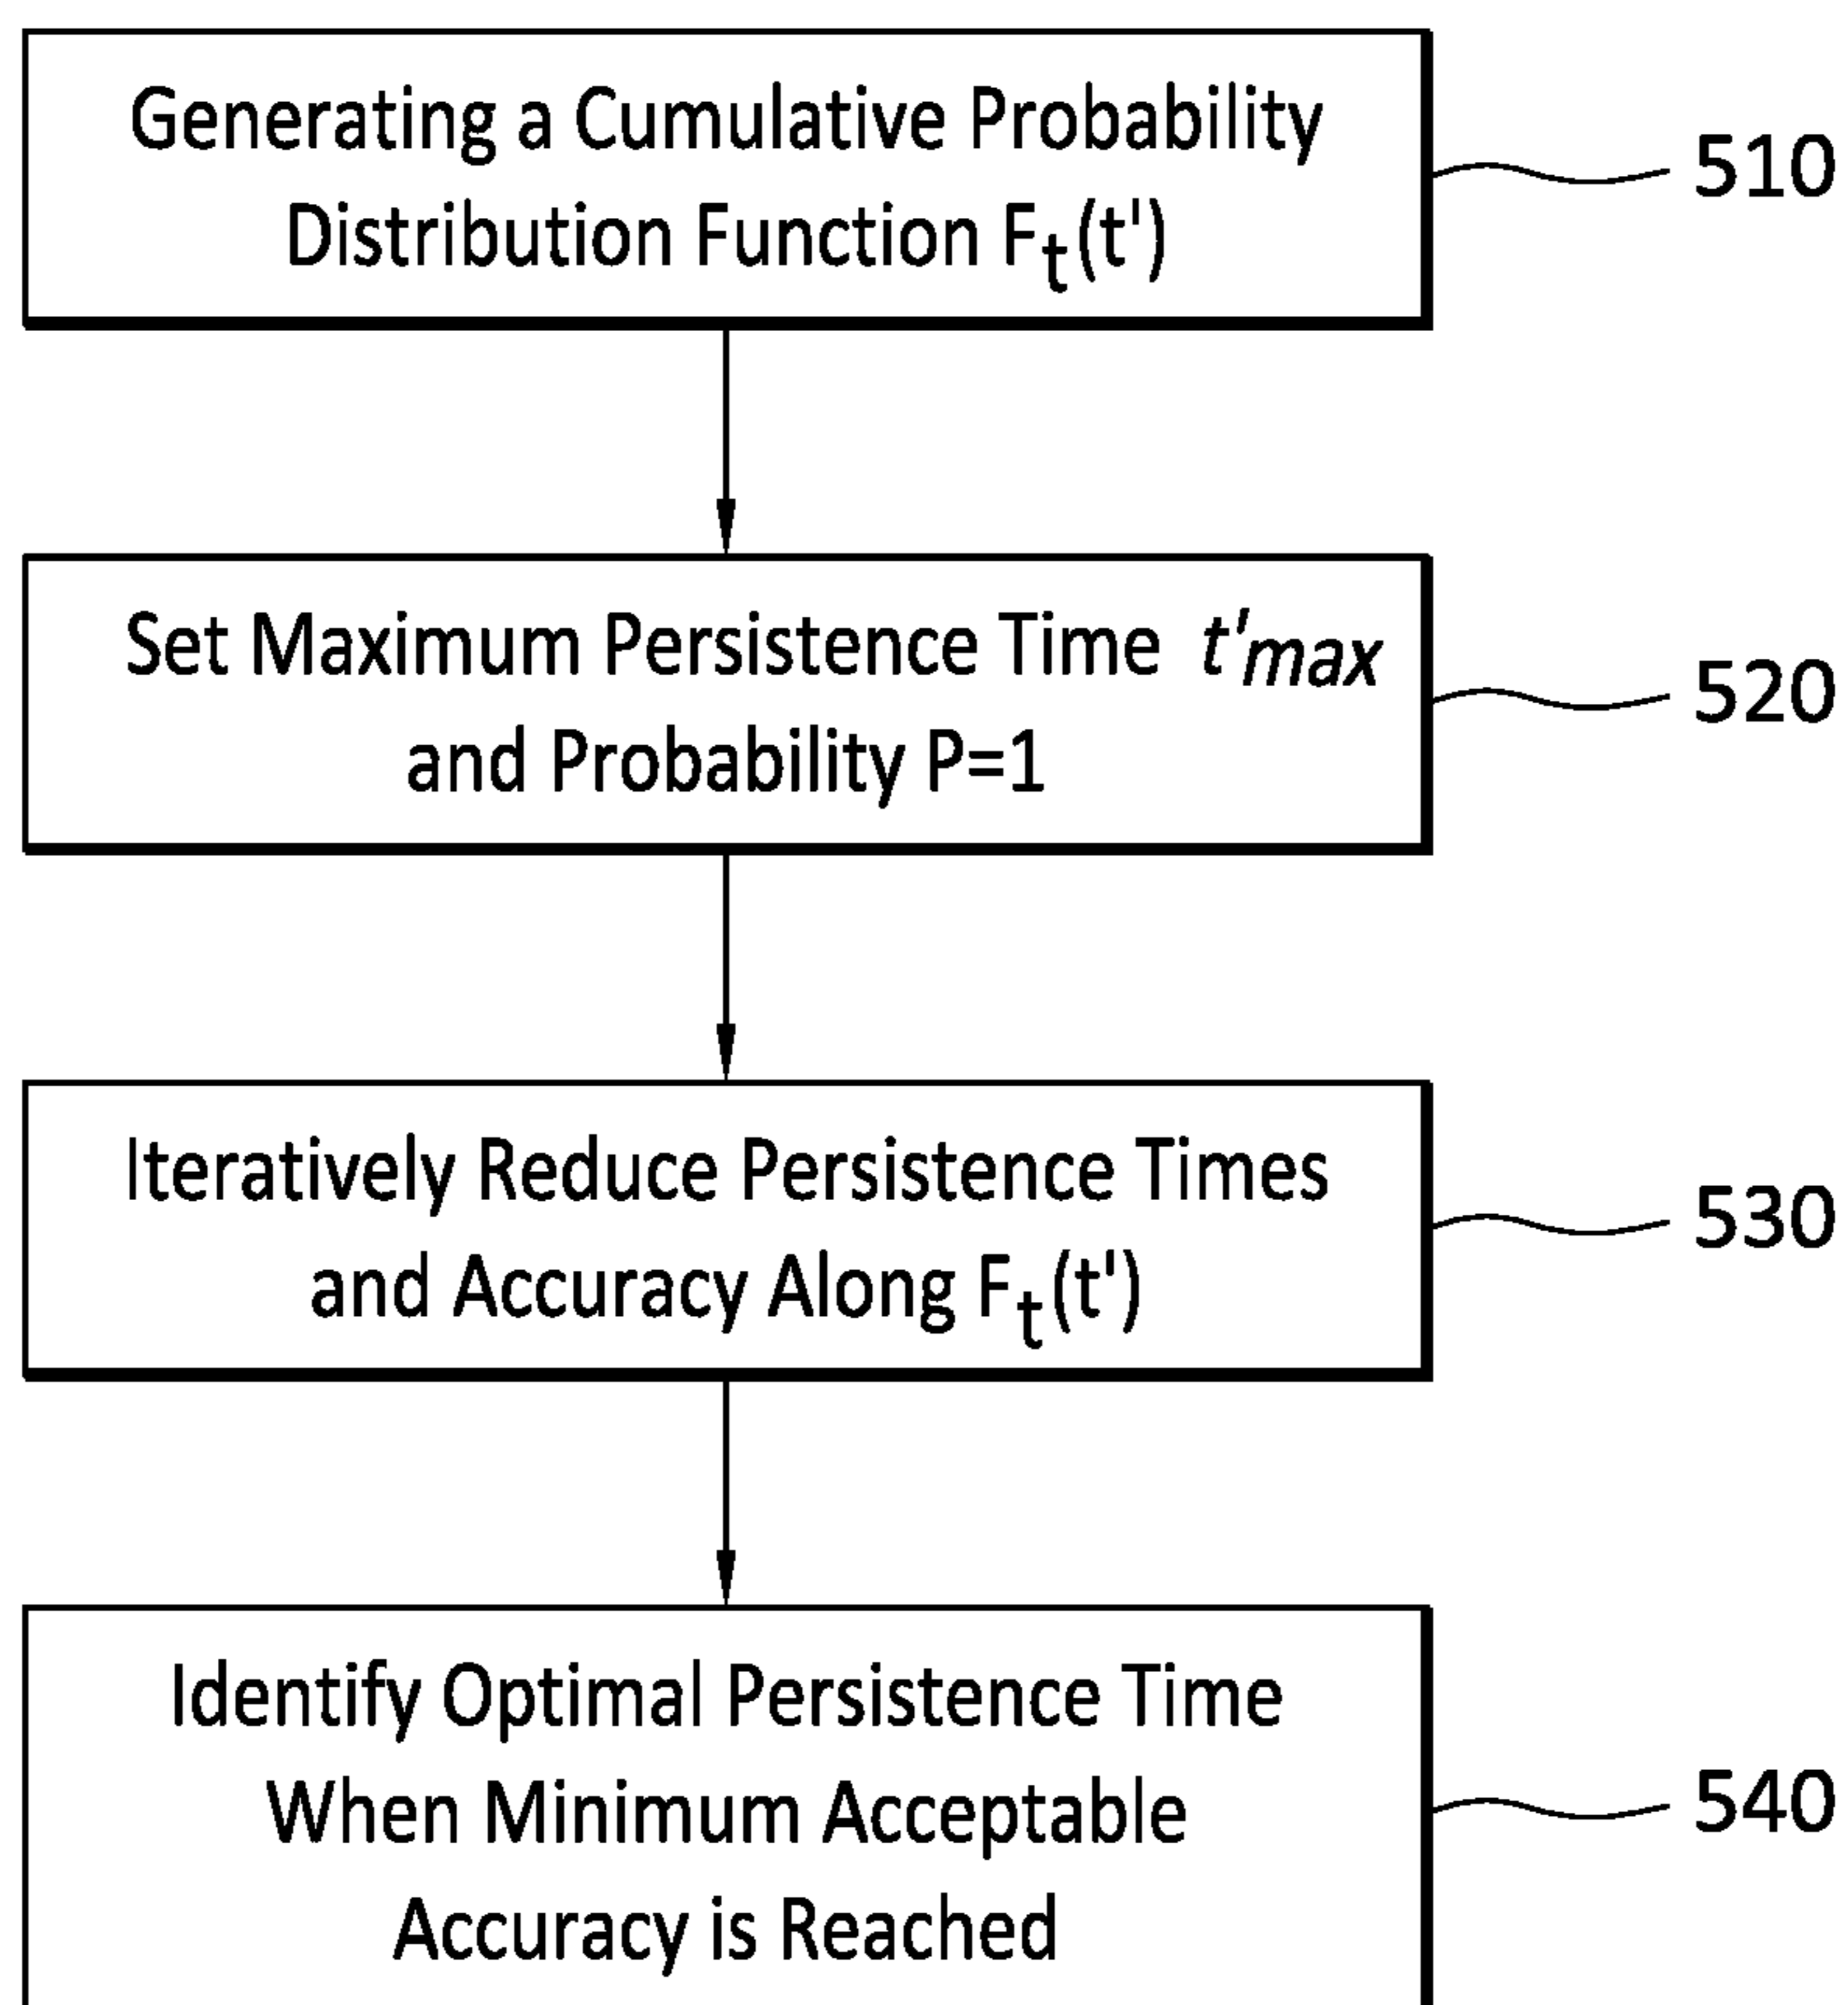 Generating a Cumulative Probability
Distribution Function Ft(t')
510
Set Maximum Persistence Time t'max
and Probability P=1
520
Iteratively Reduce Persistence Times
and Accuracy Along Ft(t')
530
Identify Optimal Persistence Time
When Minimum Acceptable
Accuracy is Reached
540